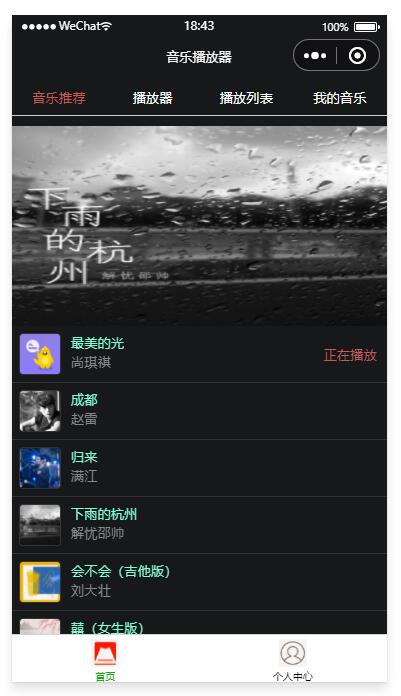 WeChat
18:43
100%
音乐播放器
音乐推荐 播放器 播放列表 我的音乐
下
雨
的杭
州 解忧邵帅
最美的光
尚琪祺
正在播放
成都
赵雷
归来
满江
下雨的杭州
解忧邵帅
会不会（吉他版）
刘大壮
囍（女生版）
首页 个人中心